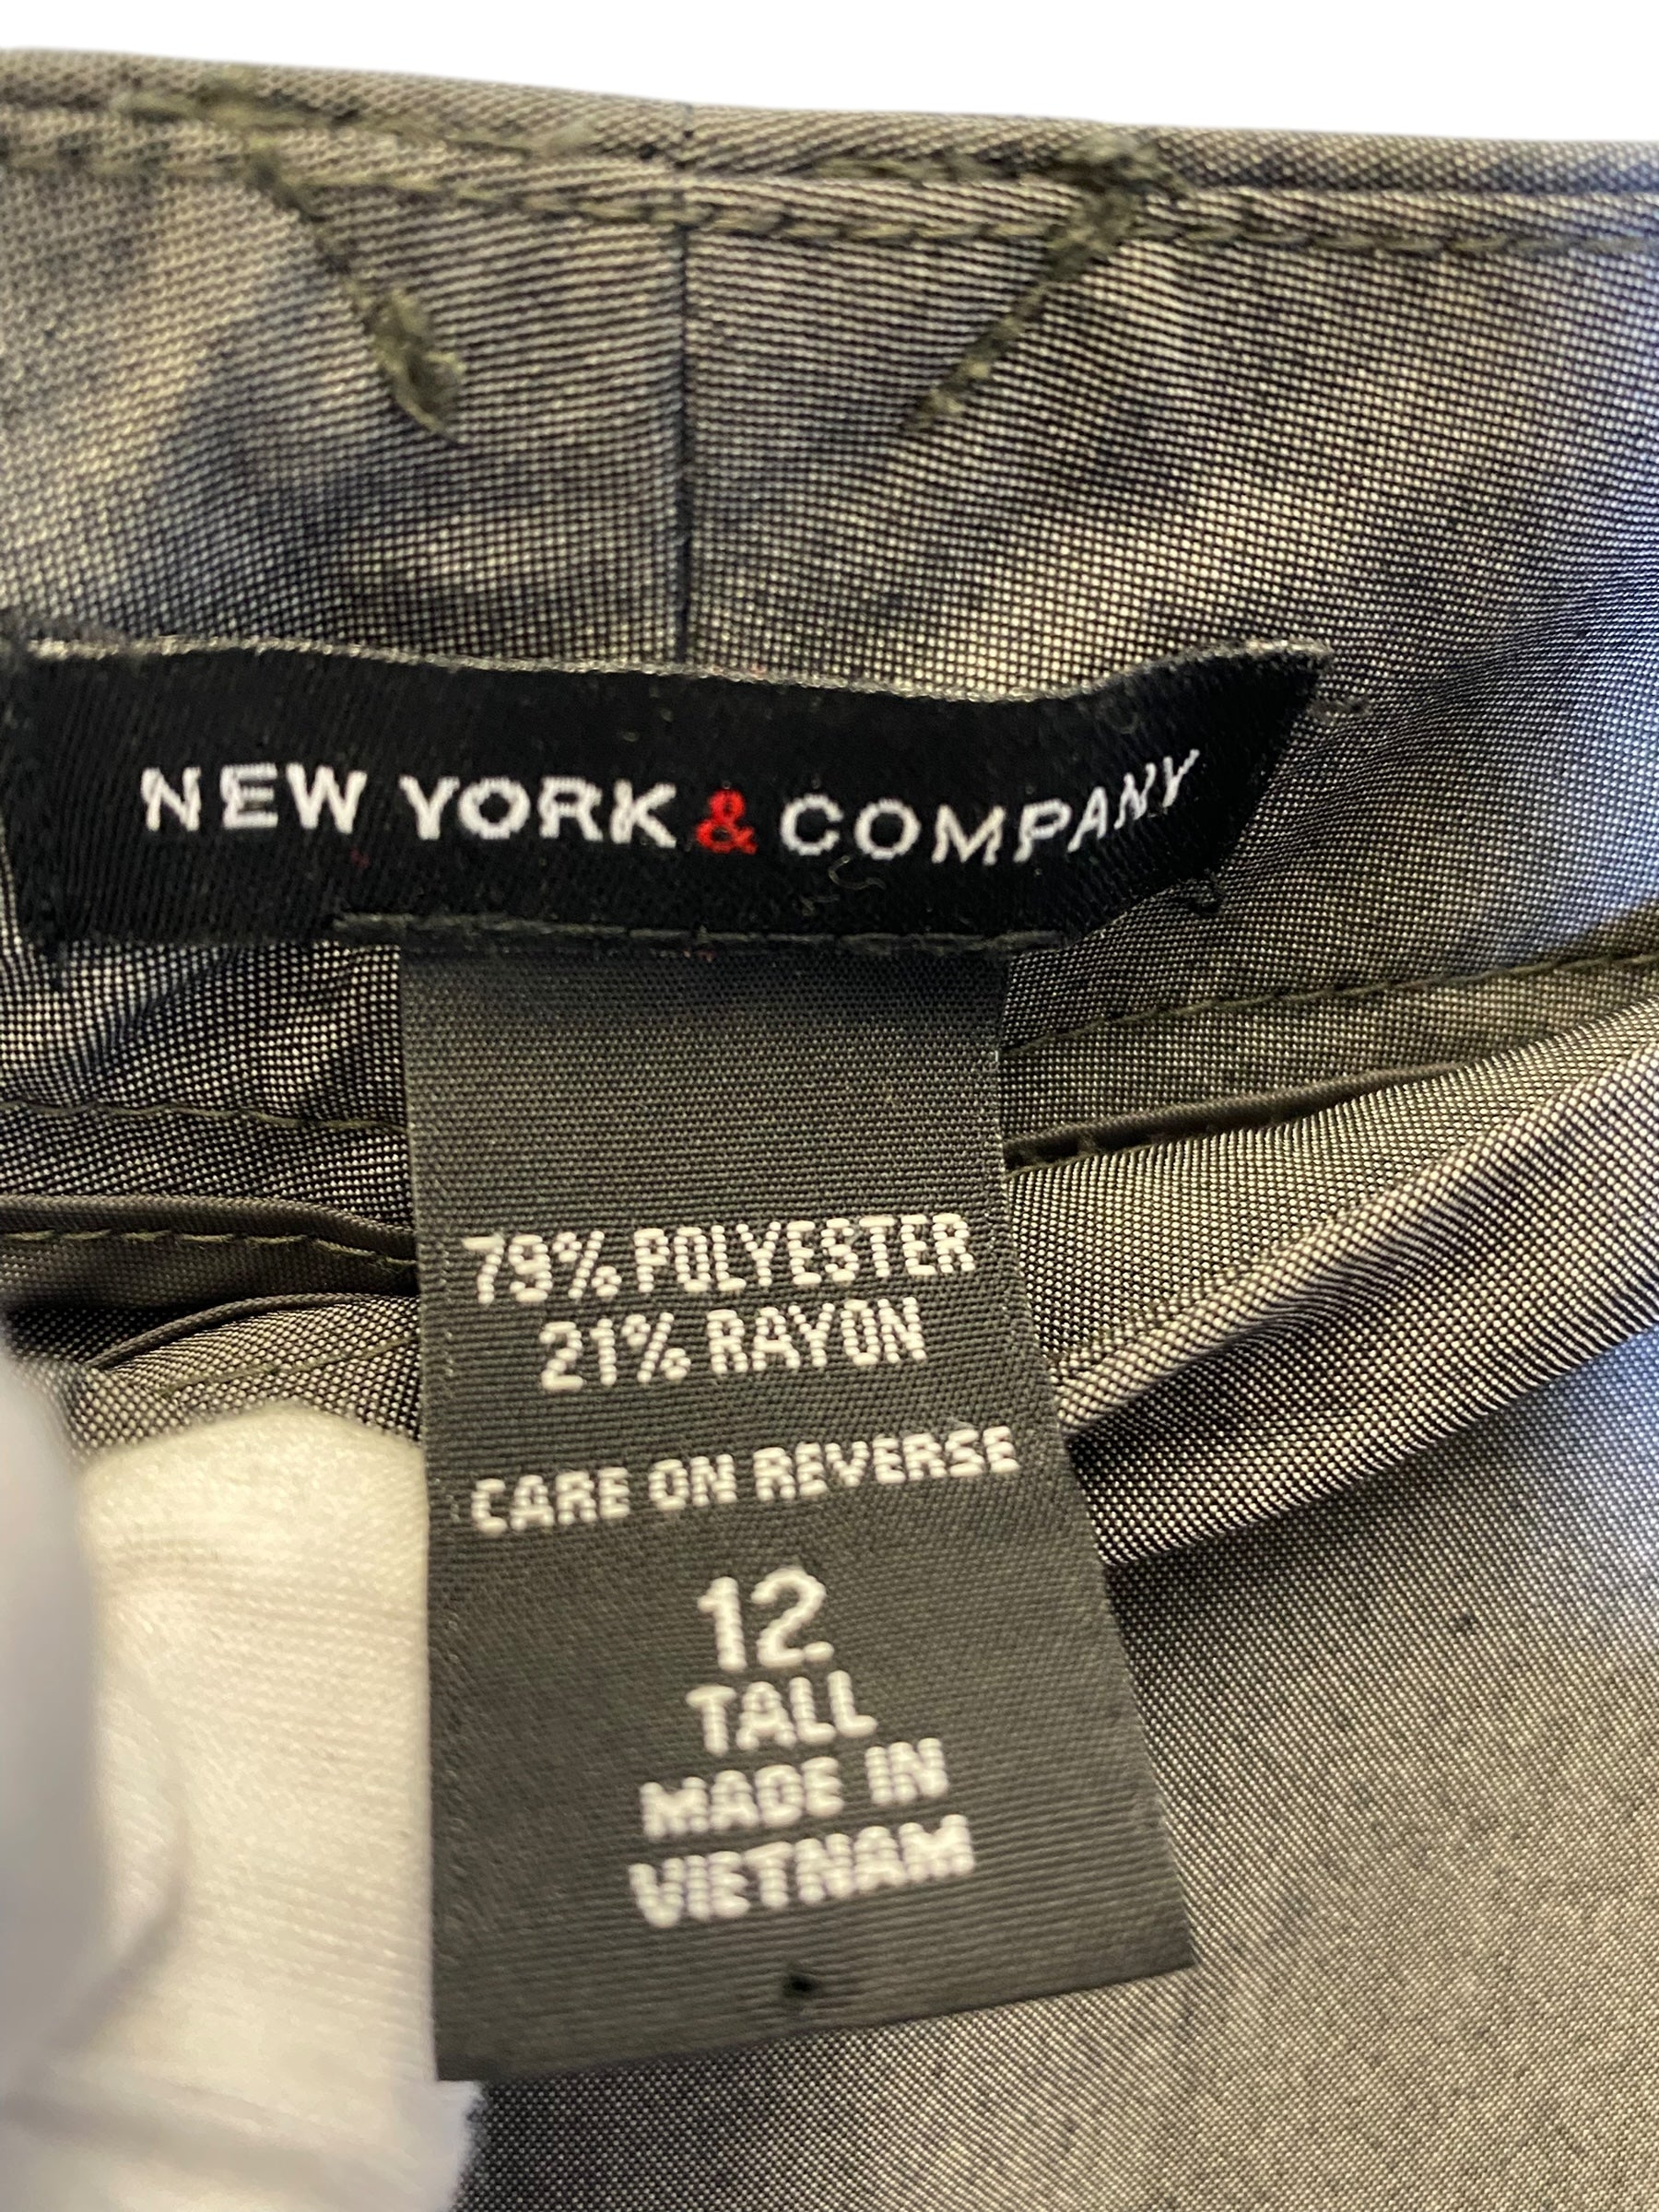 NEW YORK & COMPANY
79% POLYESTER
21% RAYON
CARE ON REVERSE
12
TALL
MADE IN
VIETNAM